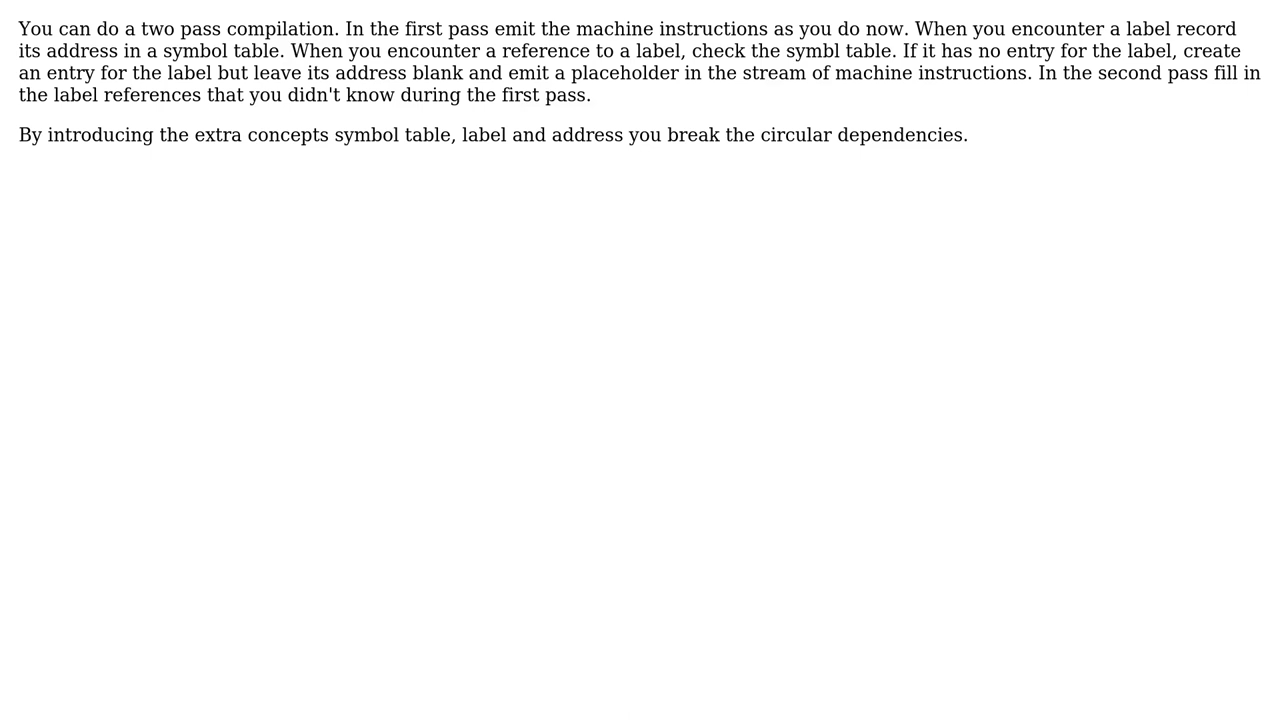 You can do a two pass compilation. In the first pass emit the machine instructions as you do now. When you encounter a label record
its address in a symbol table. When you encounter a reference to a label, check the symbl table. If it has no entry for the label, create
an entry for the label but leave its address blank and emit a placeholder in the stream of machine instructions. In the second pass fill in
the label references that you didn't know during the first pass.
By introducing the extra concepts symbol table, label and address you break the circular dependencies.